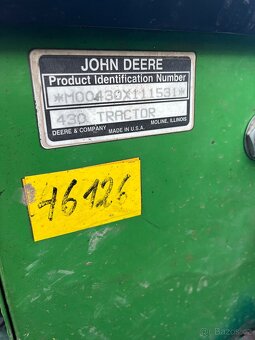 JOHN DEERE
Product Identification Number
*M00430X111531*
430 TRACTOR
DEERE & COMPANY MADE IN U.S.A. MOLINE, ILLINOIS
46126